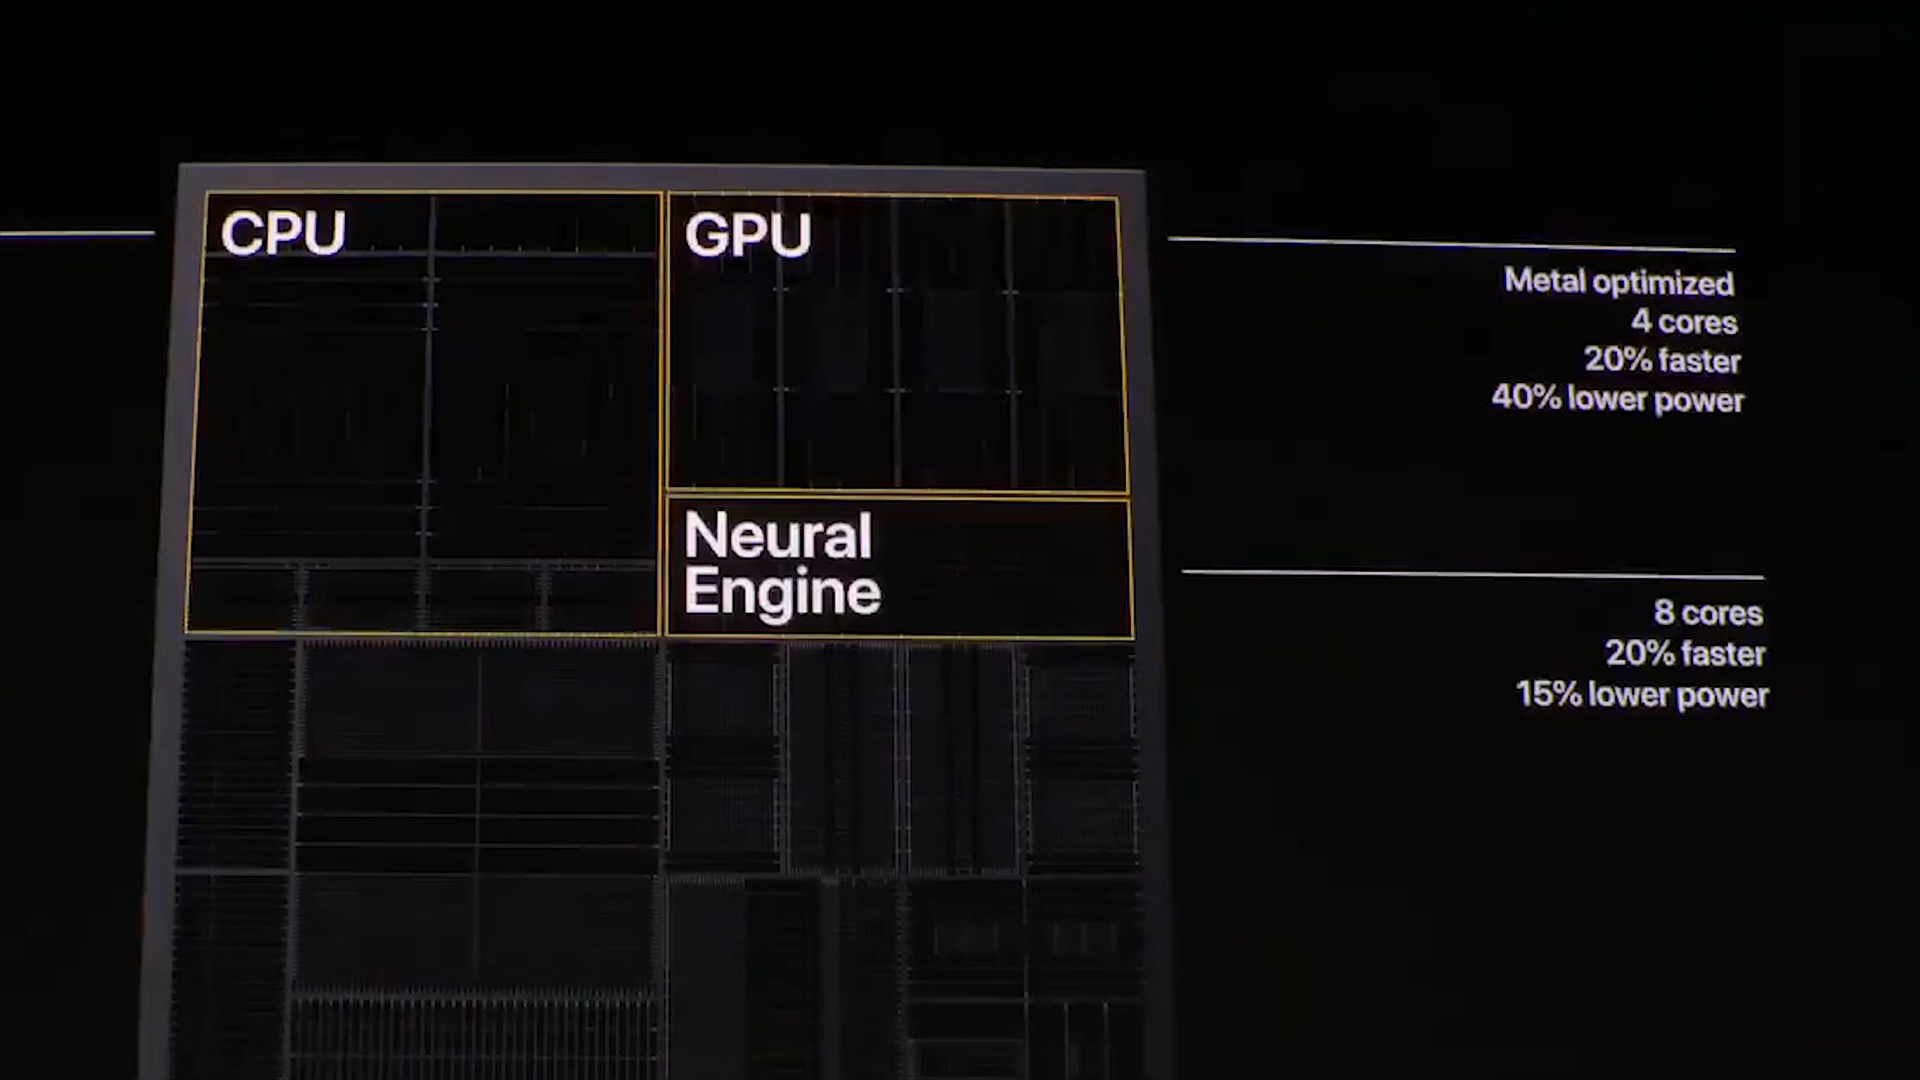 CPU
GPU
Metal optimized
4 cores
20% faster
40% lower power
Neural
Engine
8 cores
20% faster
15% lower power